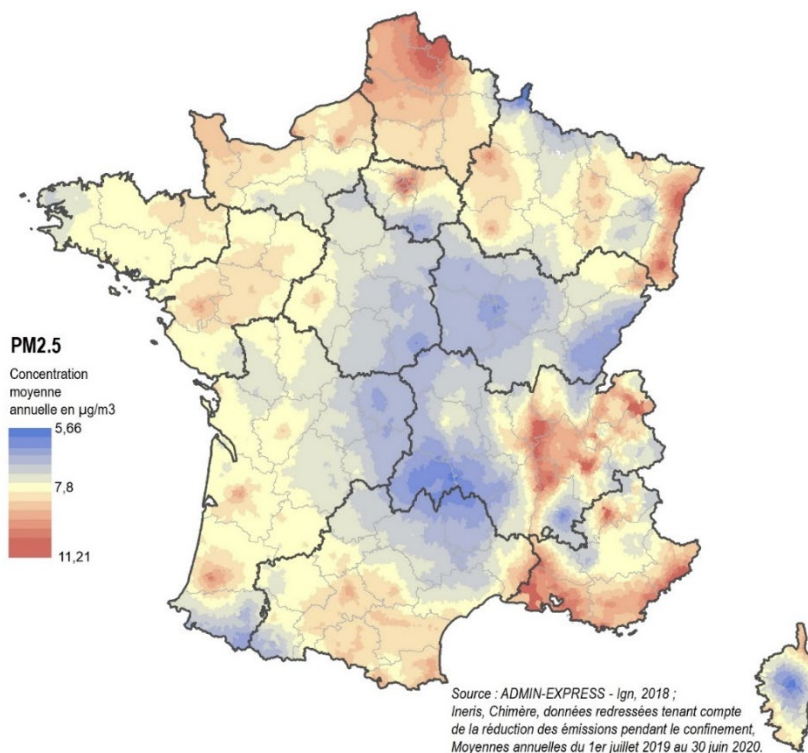 PM2.5
Concentration
moyenne
annuelle en µg/m3
5,66
7,8
11,21
Source : ADMIN-EXPRESS - Ign, 2018 ;
Ineris, Chimère, données redressées tenant compte
de la réduction des émissions pendant le confinement,
Moyennes annuelles du 1er juillet 2019 au 30 juin 2020.